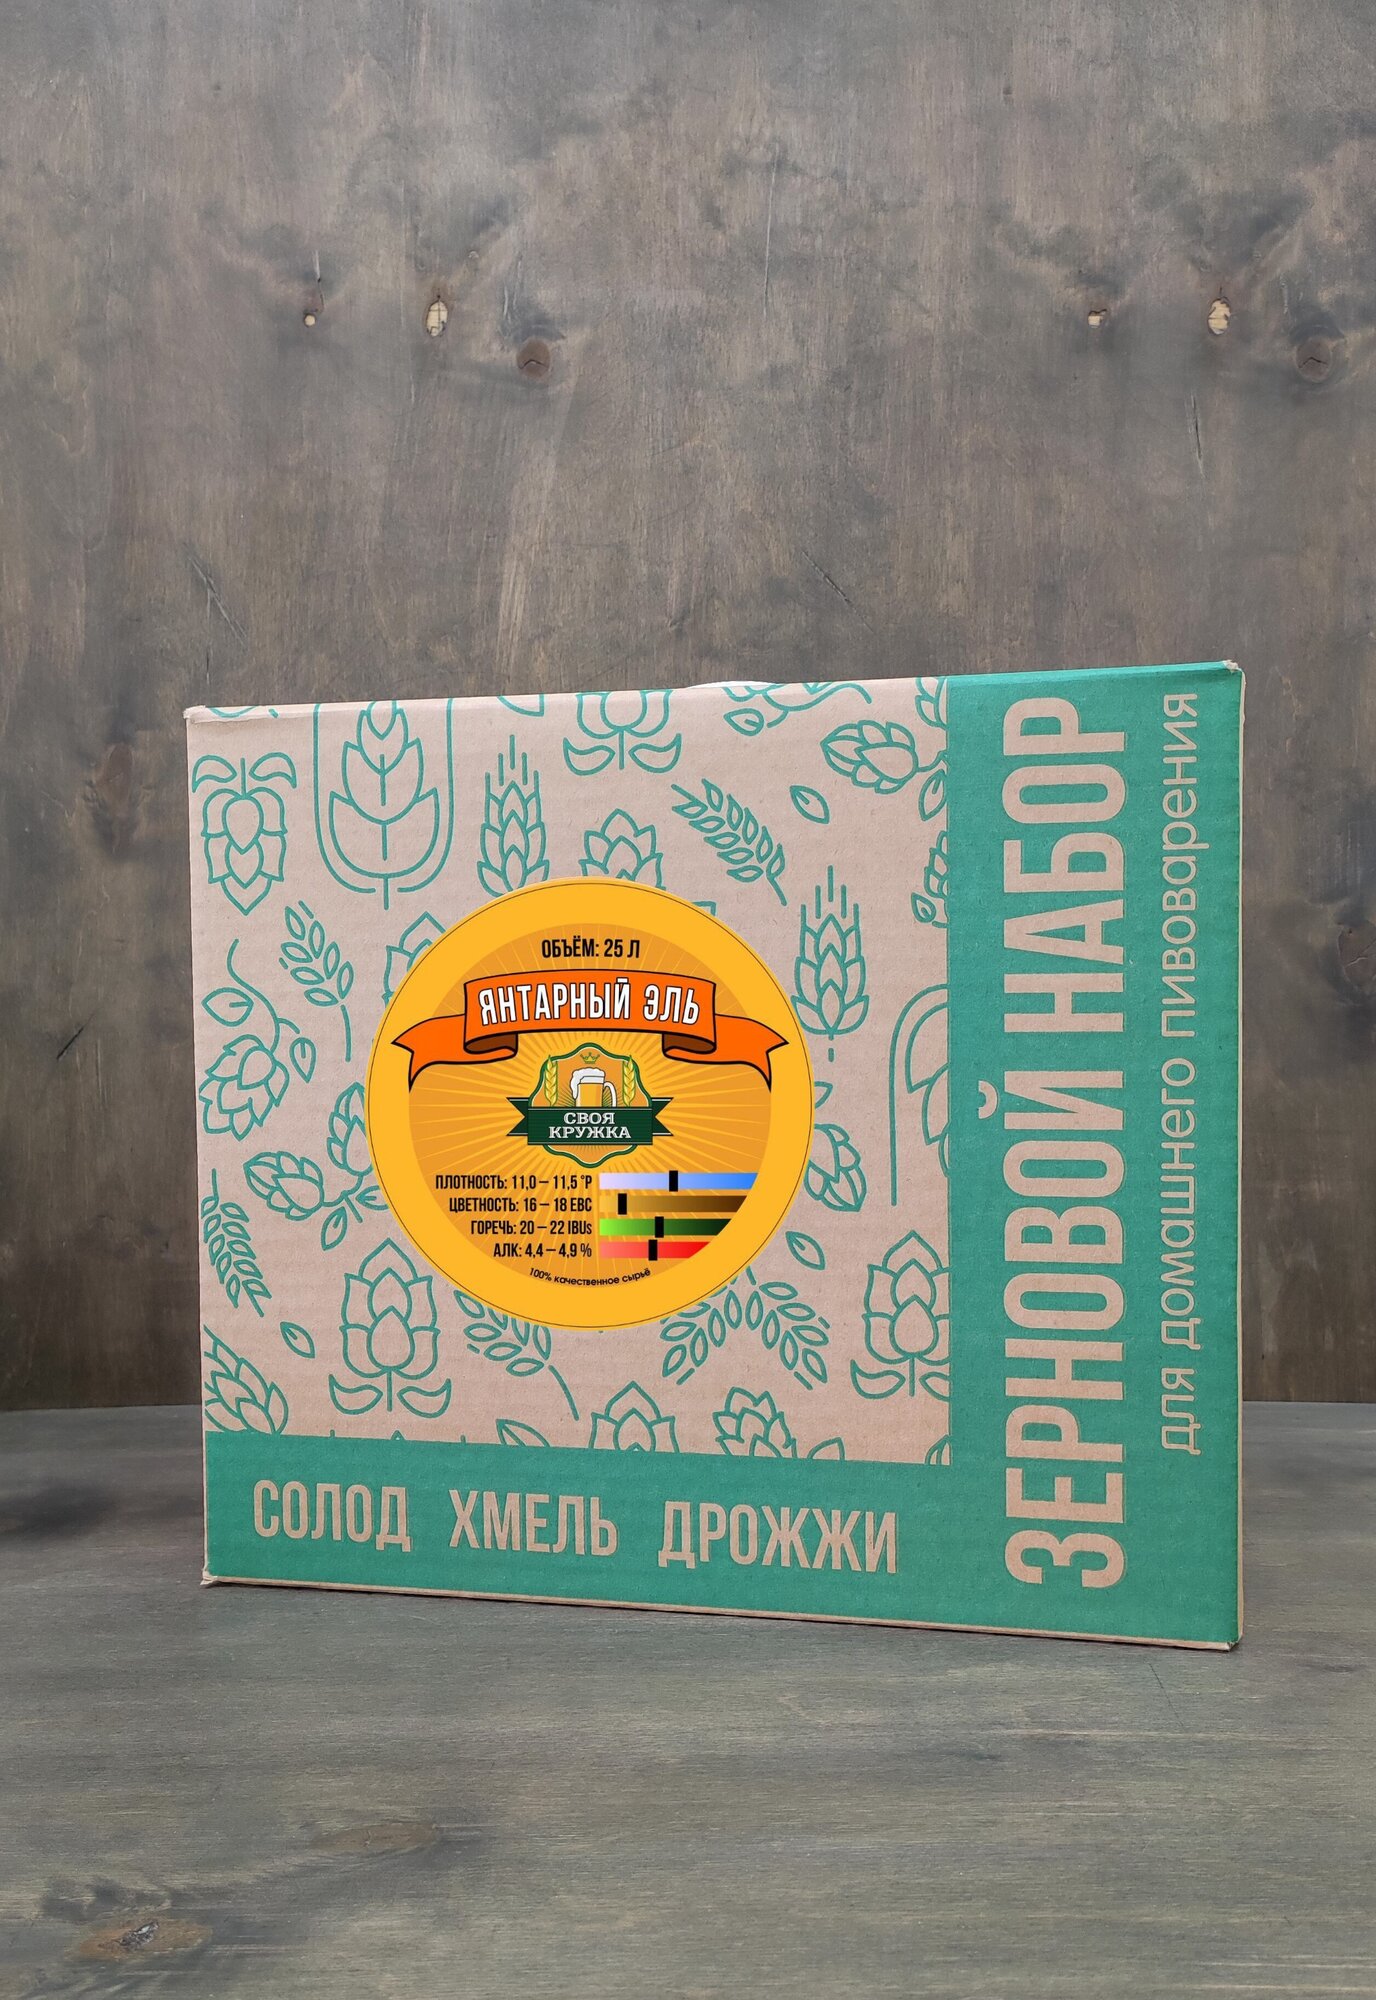 ОБЪЁМ: 25 Л
ЯНТАРНЫЙ ЭЛЬ
СВОЯ
КРУЖКА
ПЛОТНОСТЬ: 11,0 – 11,5 °P
ЦВЕТНОСТЬ: 16 – 18 EBC
ГОРЕЧЬ: 20 – 22 IBUs
АЛК: 4,4 – 4,9 %
100% качественное сырьё
СОЛОД ХМЕЛЬ ДРОЖЖИ
ЗЕРНОВОЙ НАБОР
для домашнего пивоварения